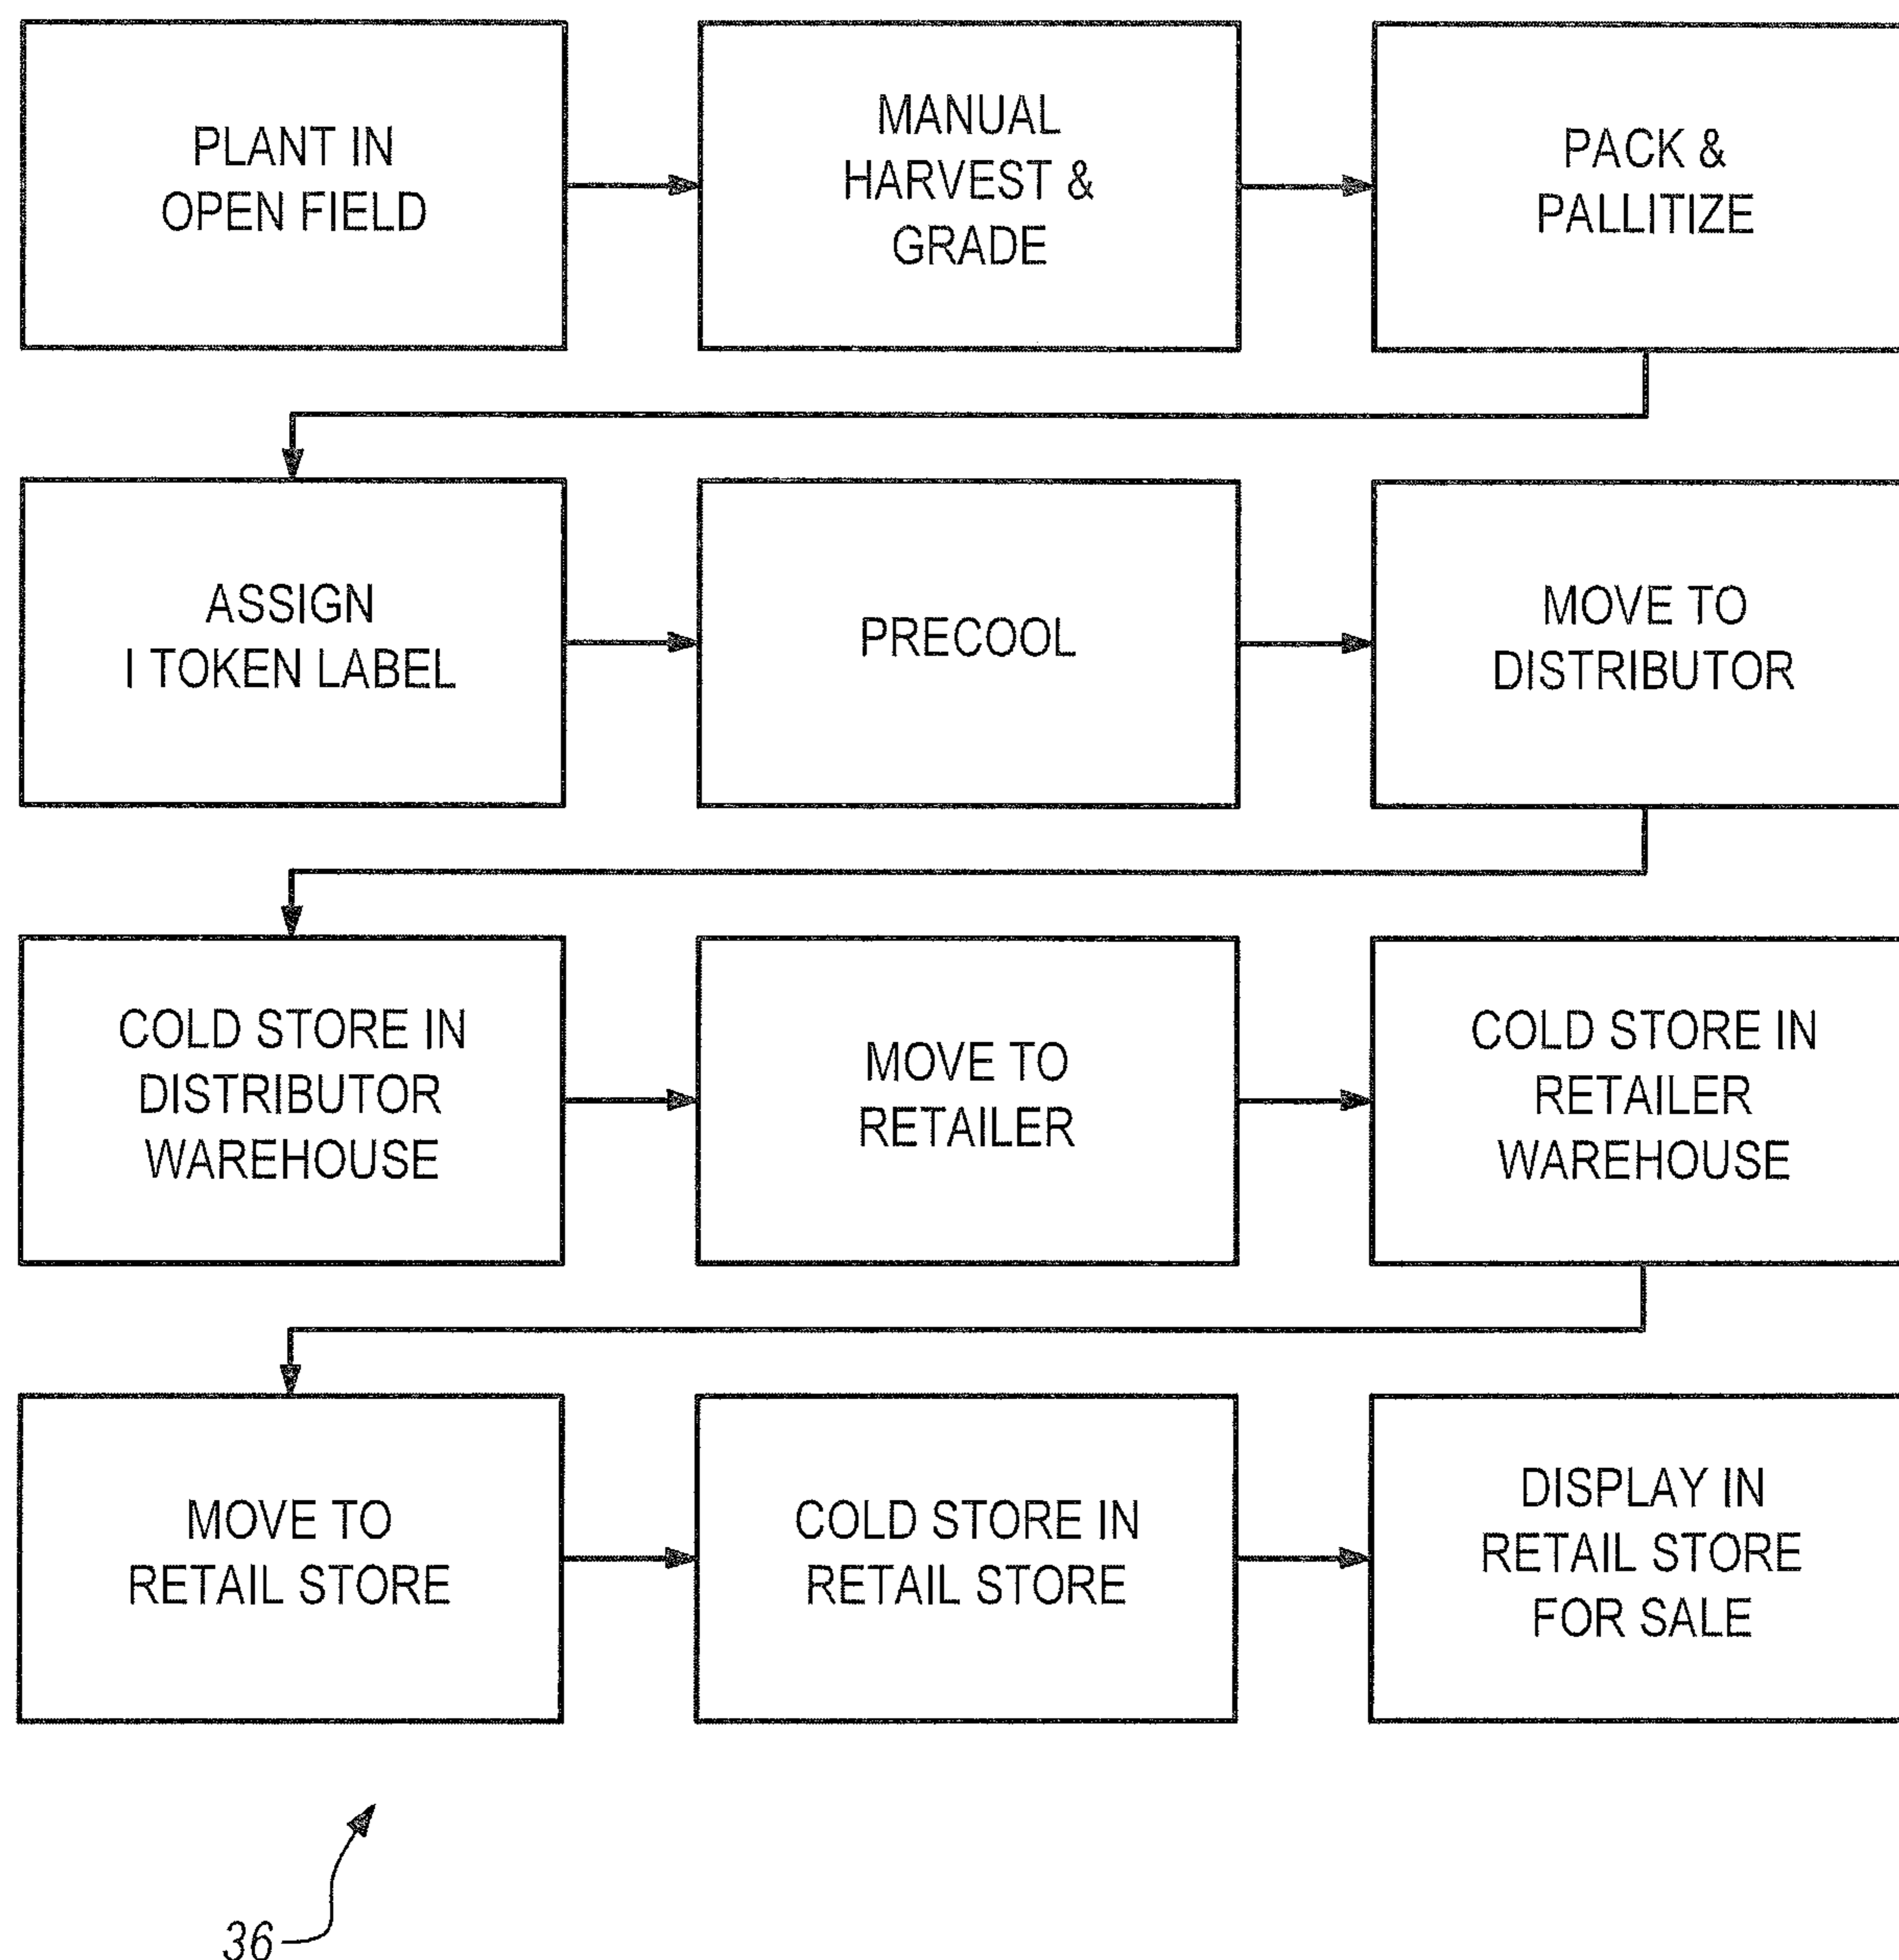 PLANT IN
OPEN FIELD
MANUAL
HARVEST &
GRADE
PACK &
PALLITIZE
ASSIGN
I TOKEN LABEL
PRECOOL
MOVE TO
DISTRIBUTOR
COLD STORE IN
DISTRIBUTOR
WAREHOUSE
MOVE TO
RETAILER
COLD STORE IN
RETAILER
WAREHOUSE
MOVE TO
RETAIL STORE
COLD STORE IN
RETAIL STORE
DISPLAY IN
RETAIL STORE
FOR SALE
36